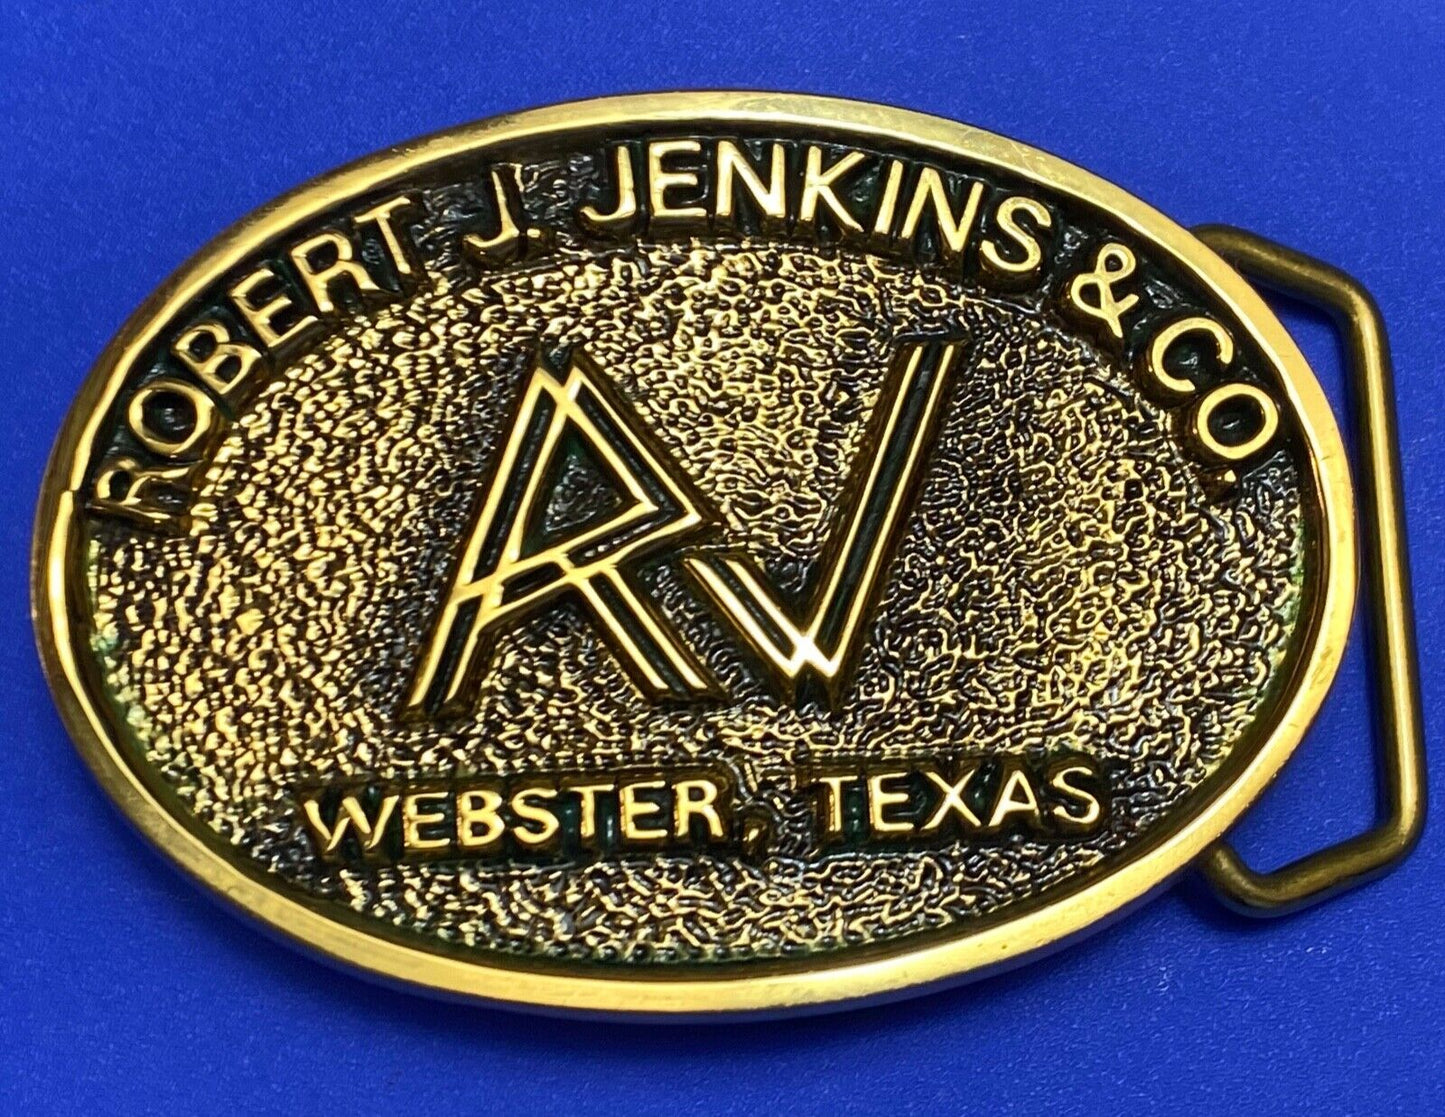 ROBERT J. JENKINS & CO.
RJ
WEBSTER, TEXAS